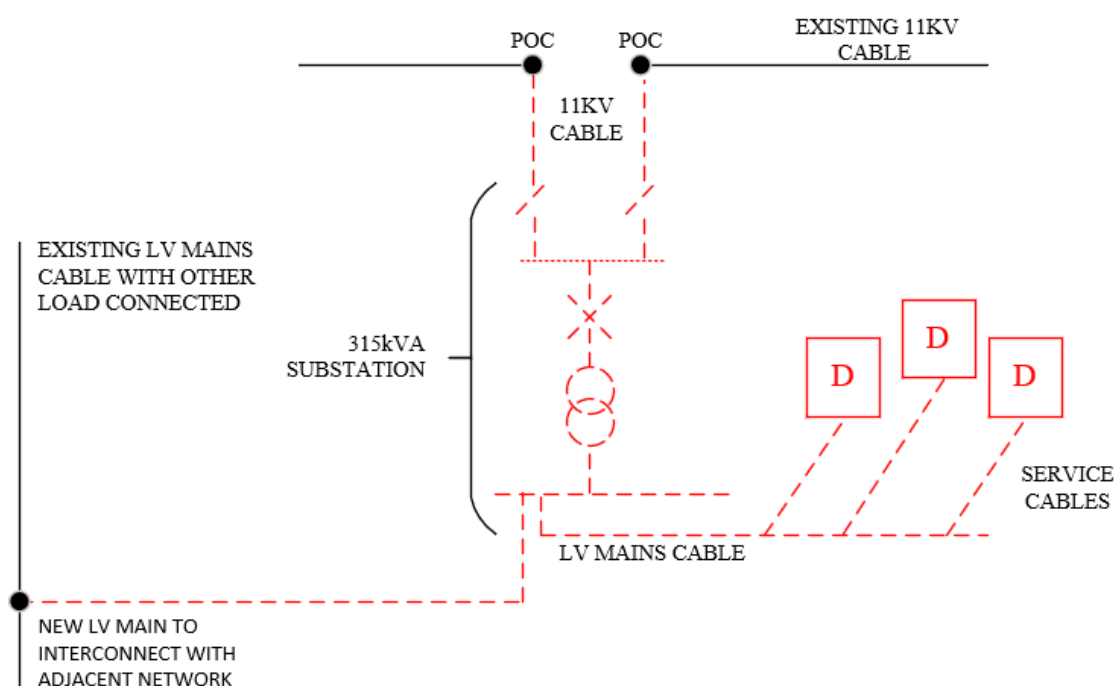 POC
POC
EXISTING 11KV
CABLE
11KV
CABLE
EXISTING LV MAINS
CABLE WITH OTHER
LOAD CONNECTED
315kVA
SUBSTATION
D
D
D
SERVICE
CABLES
LV MAINS CABLE
NEW LV MAIN TO
INTERCONNECT WITH
ADJACENT NETWORK